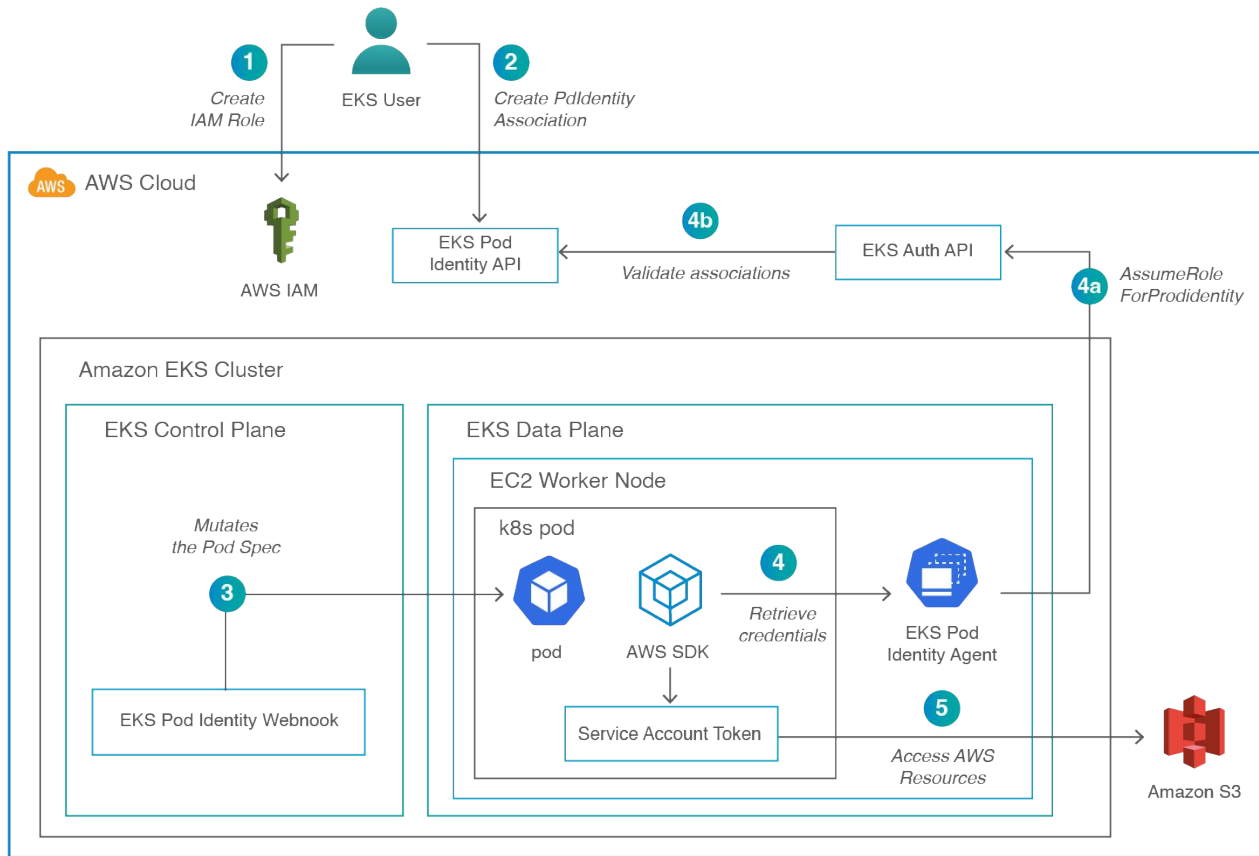 1
Create
IAM Role
EKS User
2
Create PdIdentity
Association
AWS
AWS Cloud
AWS IAM
EKS Pod
Identity API
4b
Validate associations
EKS Auth API
4a
AssumeRole
ForProdidentity
Amazon EKS Cluster
EKS Control Plane
Mutates
the Pod Spec
3
EKS Pod Identity Webnook
EKS Data Plane
EC2 Worker Node
k8s pod
pod
AWS SDK
4
Retrieve
credentials
EKS Pod
Identity Agent
Service Account Token
5
Access AWS
Resources
Amazon S3